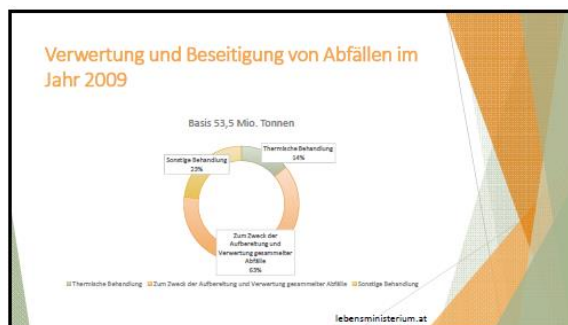 Verwertung und Beseitigung von Abfällen im
Jahr 2009
Basis 53,5 Mio. Tonnen
Thermische Behandlung
14%
Sonstige Behandlung
23%
Zum Zweck der
Aufbereitung und
Verwertung gesammelter
Abfälle
63%
Thermische Behandlung Zum Zweck der Aufbereitung und Verwertung gesammelter Abfälle Sonstige Behandlung
lebensministerium.at